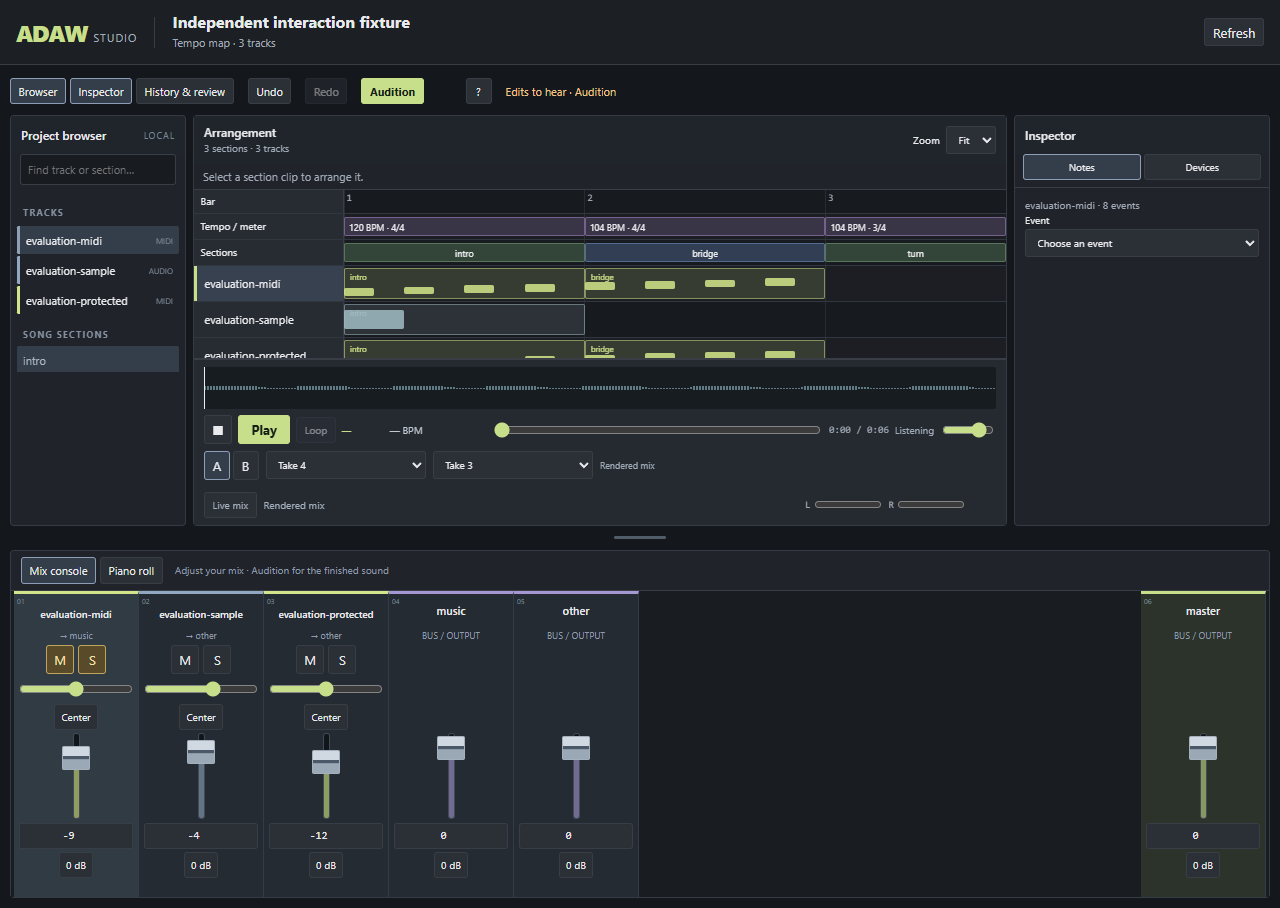 ADAW STUDIO
Independent interaction fixture
Tempo map · 3 tracks
Refresh
Browser
Inspector
History & review
Undo
Redo
Audition
?
Edits to hear · Audition
Project browser
LOCAL
Find track or section...
TRACKS
evaluation-midi MIDI
evaluation-sample AUDIO
evaluation-protected MIDI
SONG SECTIONS
intro
Arrangement
3 sections · 3 tracks
Zoom Fit
Select a section clip to arrange it.
Bar 1 2 3
Tempo / meter 120 BPM · 4/4 104 BPM · 4/4 104 BPM · 3/4
Sections intro bridge turn
evaluation-midi intro bridge
evaluation-sample
evaluation-protected intro bridge
Play Loop — — BPM 0:00 / 0:06 Listening
A B Take 4 Take 3 Rendered mix
Live mix Rendered mix L R
Inspector
Notes Devices
evaluation-midi · 8 events
Event
Choose an event
Mix console Piano roll Adjust your mix · Audition for the finished sound
01 02 03 04 05 06
evaluation-midi evaluation-sample evaluation-protected music other master
→ music → other → other BUS / OUTPUT BUS / OUTPUT BUS / OUTPUT
M S M S M S
Center Center Center
-9 -4 -12 0 0 0
0 dB 0 dB 0 dB 0 dB 0 dB 0 dB